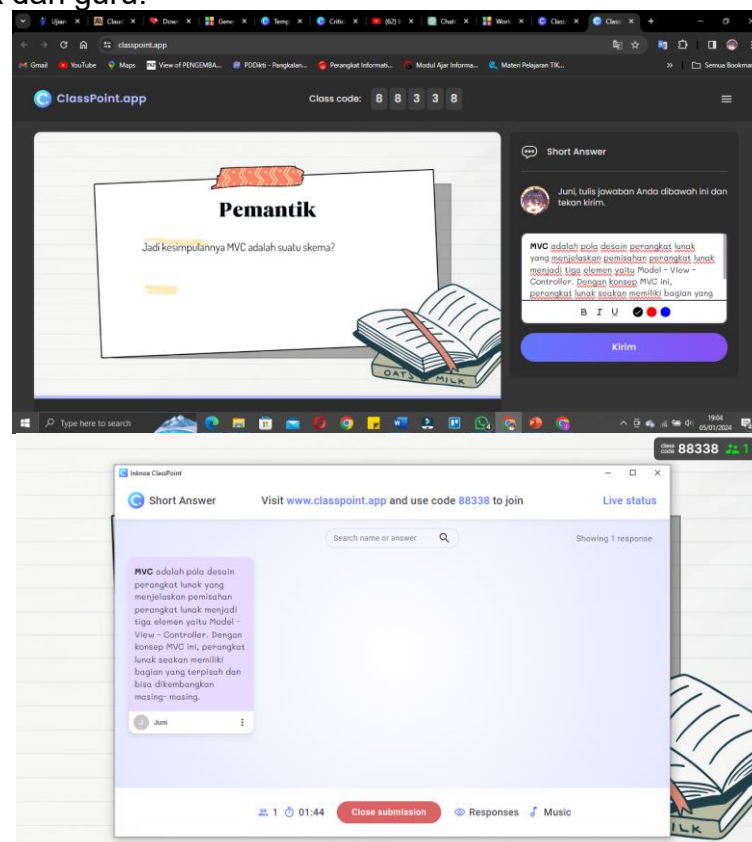 k dan guru.
Ujian
Clau
Dowr
Gene
Temp
Critic
(62)
Chat
Work
Class
Class
classpoint.app
Gmail YouTube Maps View of PENGEMBA... PDDikti - Pangkalan... Perangkat Informati... Modul Ajar Informa... Materi Pelajaran TIK... » Semua Bookmar
ClassPoint.app
Class code: 8 8 3 3 8
Pemantik
Jadi kesimpulannya MVC adalah suatu skema?
OATS & MILK
Short Answer
Juni, tulis jawaban Anda dibawah ini dan
tekan kirim.
MVC adalah pola desain perangkat lunak
yang menjelaskan pemisahan perangkat lunak
menjadi tiga elemen yaitu Model - View -
Controller. Dengan konsep MVC ini,
perangkat lunak seakan memiliki bagian yang
B I U
Kirim
Type here to search
19:04
05/01/2024
class code 88338 1
Inknoe ClassPoint
Short Answer
Visit www.classpoint.app and use code 88338 to join
Live status
Search name or answer
Showing 1 response
MVC adalah pola desain
perangkat lunak yang
menjelaskan pemisahan
perangkat lunak menjadi
tiga elemen yaitu Model -
View - Controller. Dengan
konsep MVC ini, perangkat
lunak seakan memiliki
bagian yang terpisah dan
bisa dikembangkan
masing- masing.
J Juni
1 01:44 Close submission Responses Music
ILK